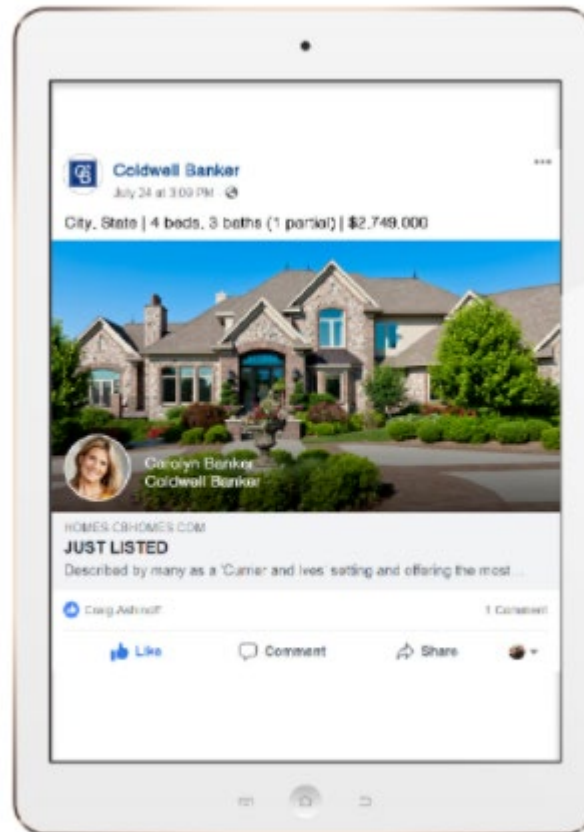 Coldwell Banker
July 24 at 3:09 PM ·
City, State | 4 beds, 3 baths (1 partial) | $2,749,000
Carolyn Banker
Coldwell Banker
HOMES.CBHOMES.COM
JUST LISTED
Described by many as a 'Currier and Ives' setting and offering the most...
Craig
1 Comment
Like
Comment
Share